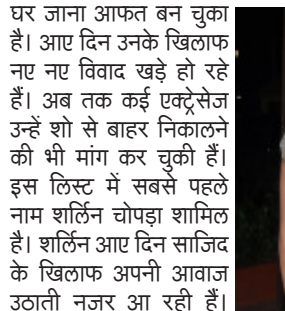 घर जाना आफत बन चुका
है। आए दिन उनके खिलाफ
नए नए विवाद खड़े हो रहे
हैं। अब तक कई एक्ट्रेसेज
उन्हें शो से बाहर निकालने
की भी मांग कर चुकी हैं।
इस लिस्ट में सबसे पहले
नाम शर्लिन चोपड़ा शामिल
है। शर्लिन आए दिन साजिद
के खिलाफ अपनी आवाज
उठाती नजर आ रही हैं।